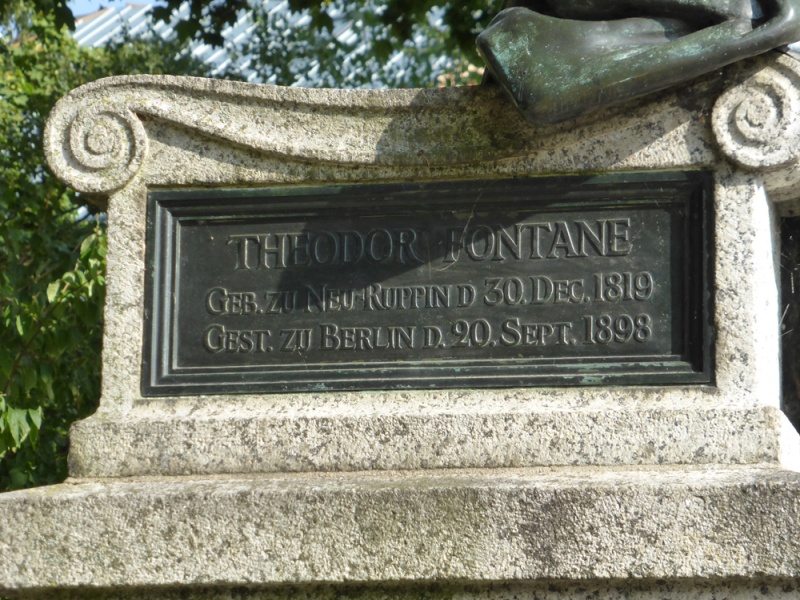 THEODOR FONTANE
GEB. ZU NEU-RUPPIN D 30. DEC. 1819
GEST. ZU BERLIN D. 20. SEPT. 1898